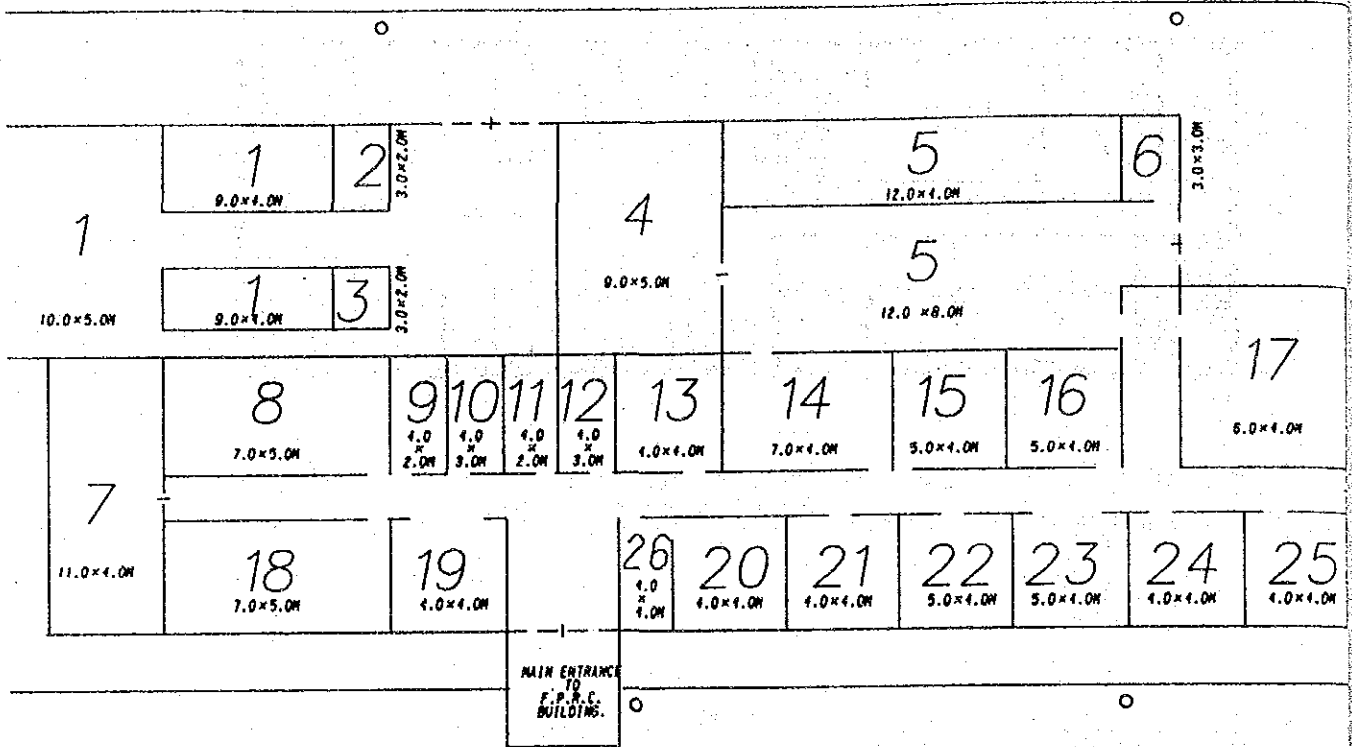 1
9.0×4.0M
2
3.0×2.0M
1
10.0×5.0M
1
9.0×4.0M
3
3.0×2.0M
4
9.0×5.0M
5
12.0×4.0M
6
3.0×3.0M
5
12.0 ×8.0M
17
6.0×4.0M
8
7.0×5.0M
9
4.0
×
2.0M
10
4.0
×
3.0M
11
4.0
×
2.0M
12
4.0
×
3.0M
13
4.0×4.0M
14
7.0×4.0M
15
5.0×4.0M
16
5.0×4.0M
7
11.0×4.0M
18
7.0×5.0M
19
4.0×4.0M
26
4.0
×
4.0M
20
4.0×4.0M
21
4.0×4.0M
22
5.0×4.0M
23
5.0×4.0M
24
4.0×4.0M
25
4.0×4.0M
MAIN ENTRANCE
TO
F.P.R.C.
BUILDING.